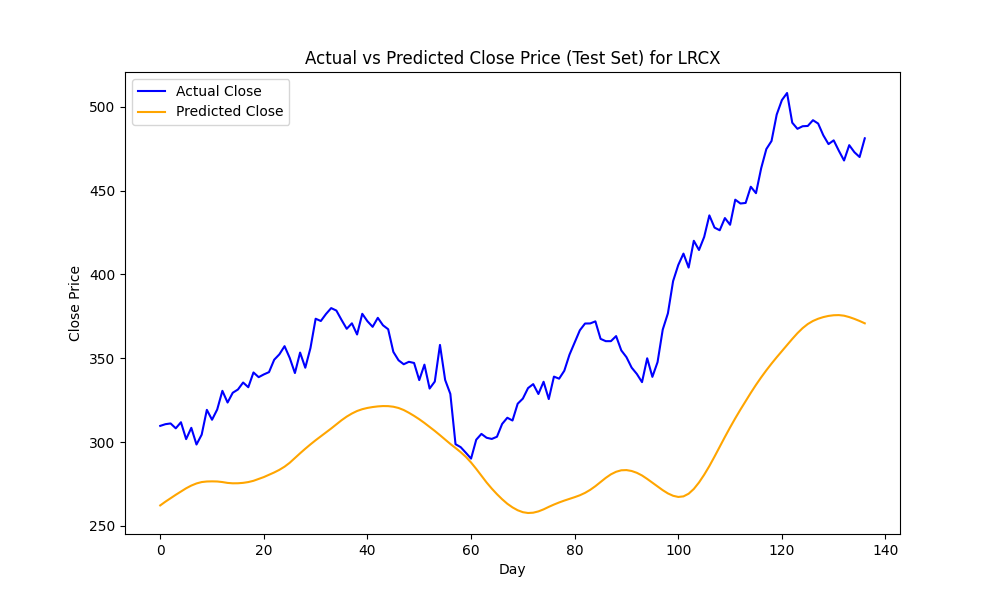 Actual vs Predicted Close Price (Test Set) for LRCX
Actual Close
Predicted Close
500
450
400
350
300
250
Close Price
0 20 40 60 80 100 120 140
Day